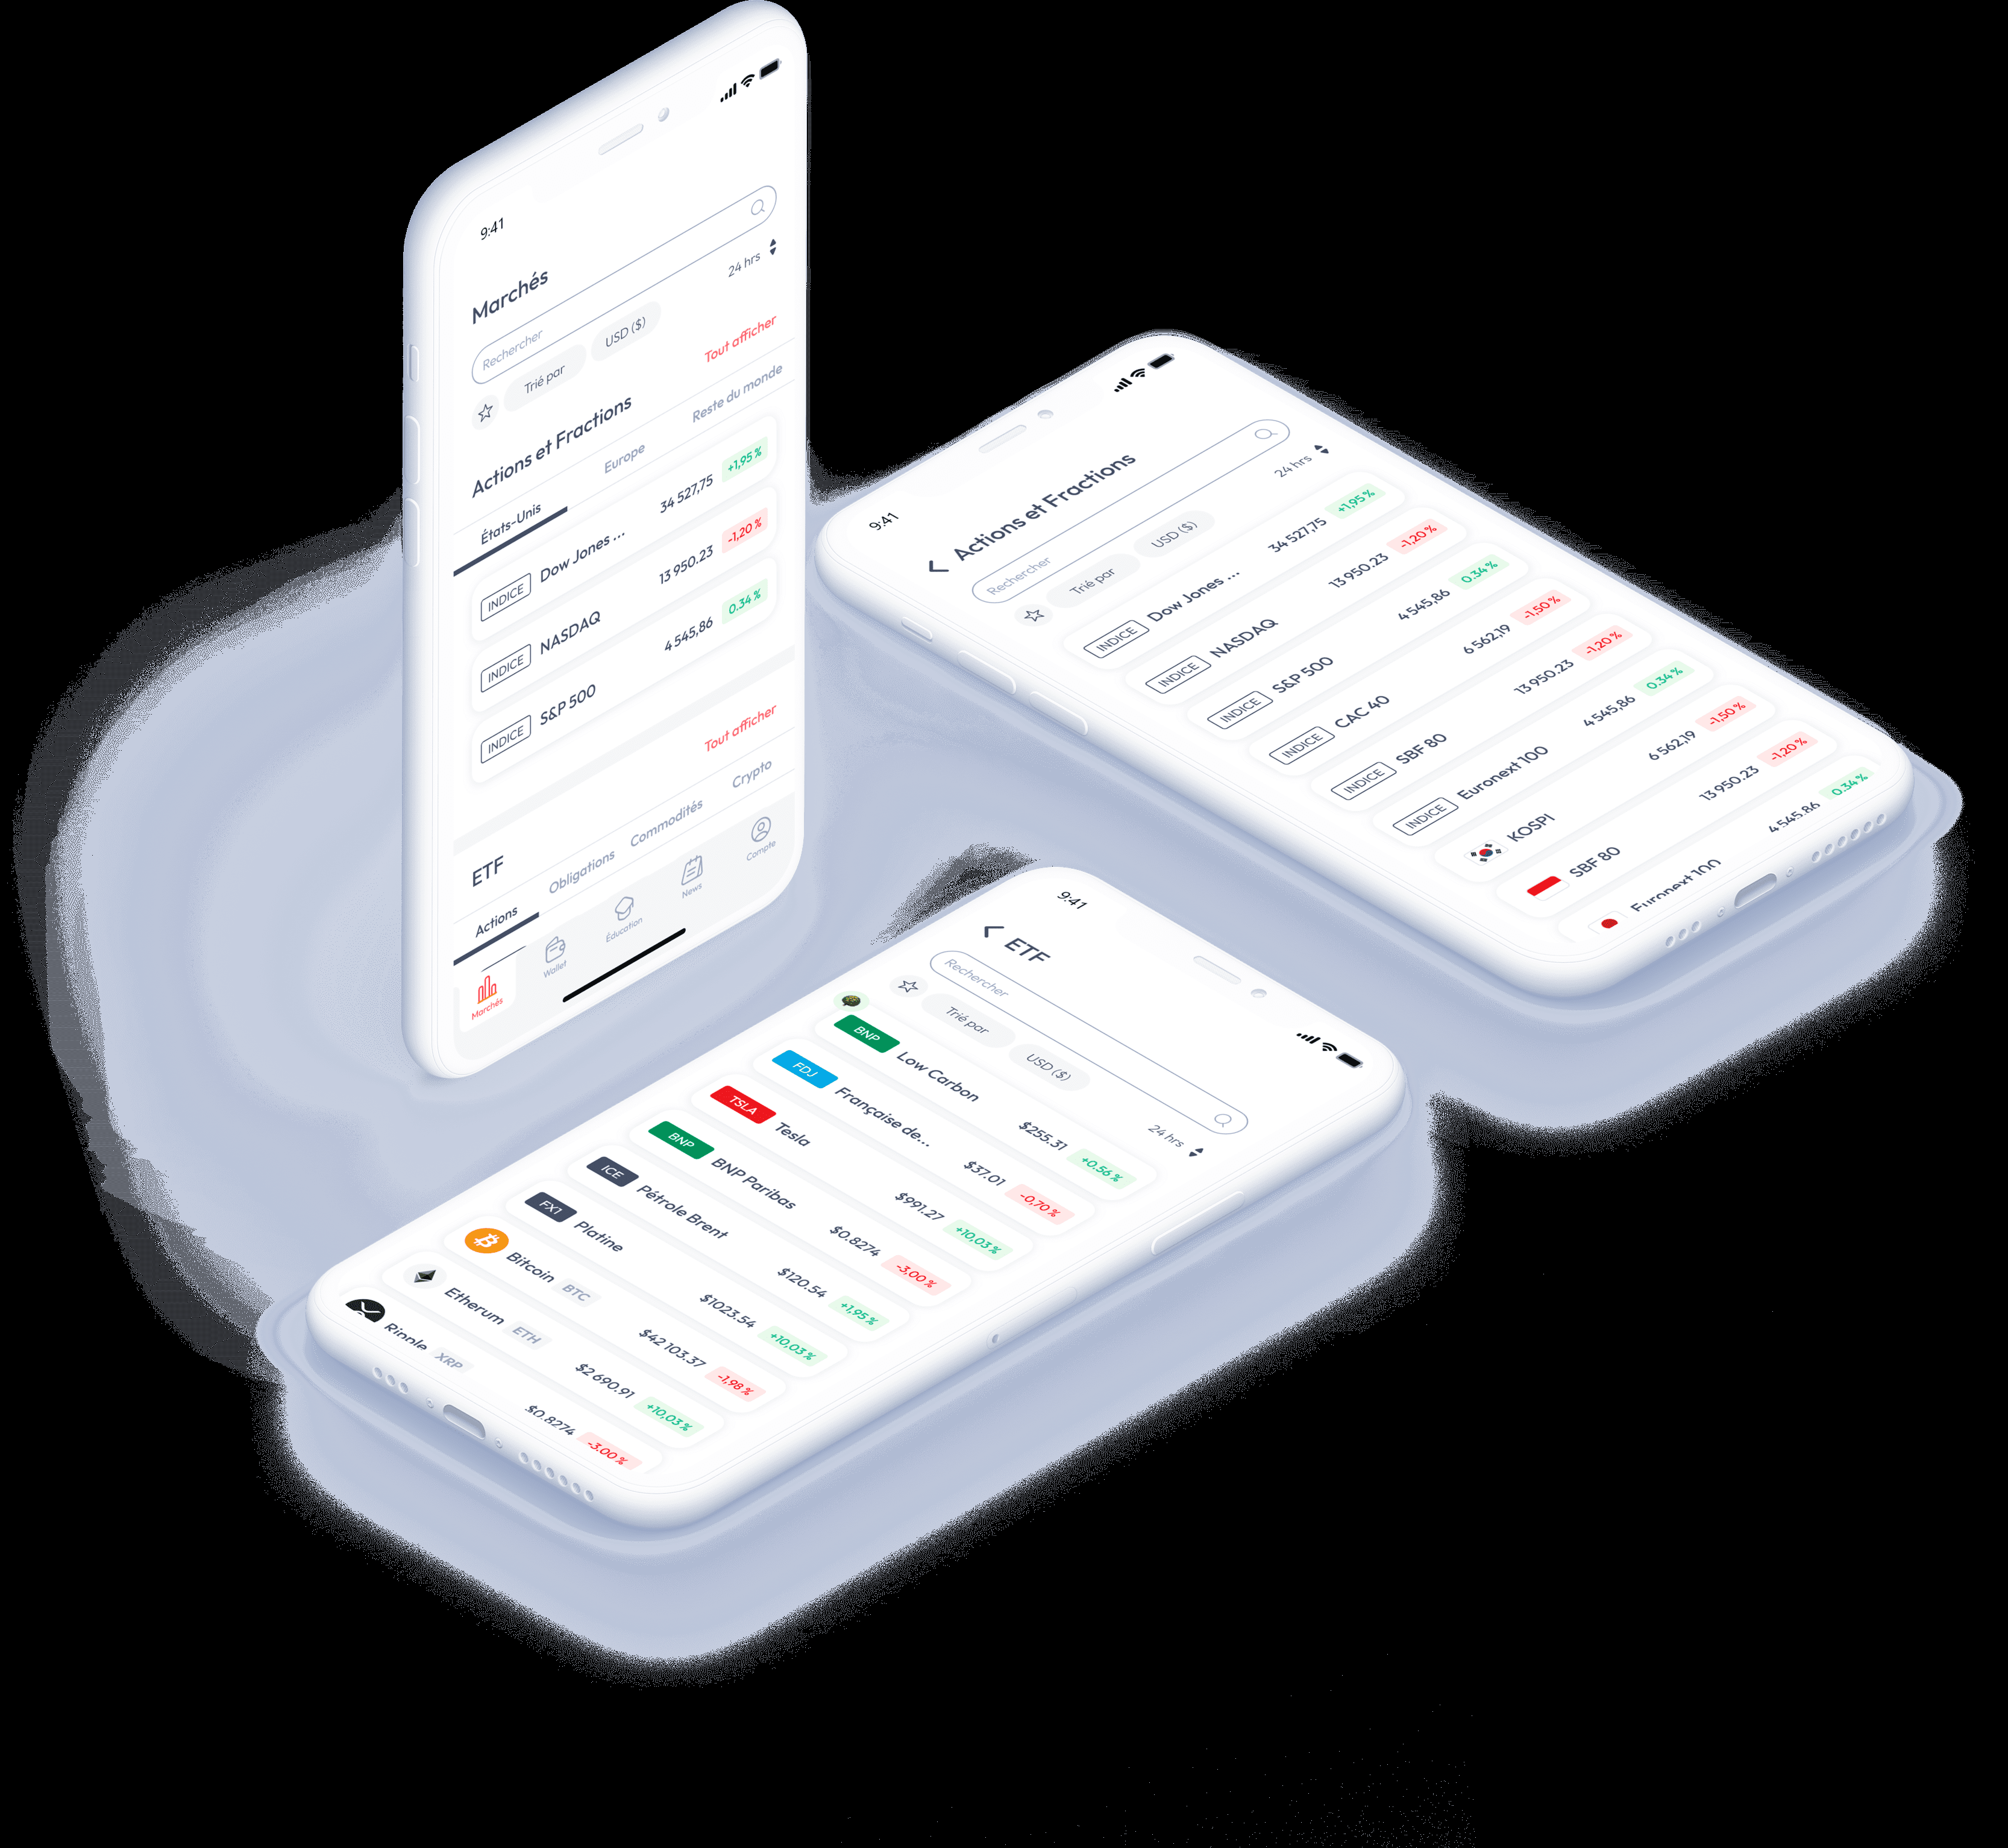 9:41
Marchés
Rechercher
Trié par
USD ($)
24 hrs
Actions et Fractions
Tout afficher
États-Unis
Europe
Reste du monde
INDICE Dow Jones ... 34 527,75 +1,95 %
INDICE NASDAQ 13 950.23 -1,20 %
INDICE S&P 500 4 545,86 0.34 %
ETF
Tout afficher
Actions
Obligations
Commodités
Crypto
Marchés
Wallet
Éducation
News
Compte
9:41
Actions et Fractions
Rechercher
Trié par
USD ($)
24 hrs
INDICE Dow Jones ... 34 527,75 +1,95 %
INDICE NASDAQ 13 950.23 -1,20 %
INDICE S&P 500 4 545,86 0.34 %
INDICE CAC 40 6 562,19 -1,50 %
INDICE SBF 80 13 950.23 -1,20 %
INDICE Euronext 100 4 545,86 0.34 %
KOSPI 6 562,19 -1,50 %
SBF 80 13 950.23 -1,20 %
Euronext 100 4 545,86 0.34 %
9:41
ETF
Rechercher
Trié par
USD ($)
24 hrs
BNP Low Carbon $255.31 +0.56 %
FDJ Française de... $37.01 -0,70 %
TSLA Tesla $991.27 +10,03 %
BNP BNP Paribas $0.8274 -3,00 %
ICE Pétrole Brent $120.54 +1,95 %
FX1 Platine $1023.54 +10,03 %
Bitcoin BTC $42 103.37 -1,98 %
Etherum ETH $2 690.91 +10,03 %
Ripple XRP $0.8274 -3,00 %